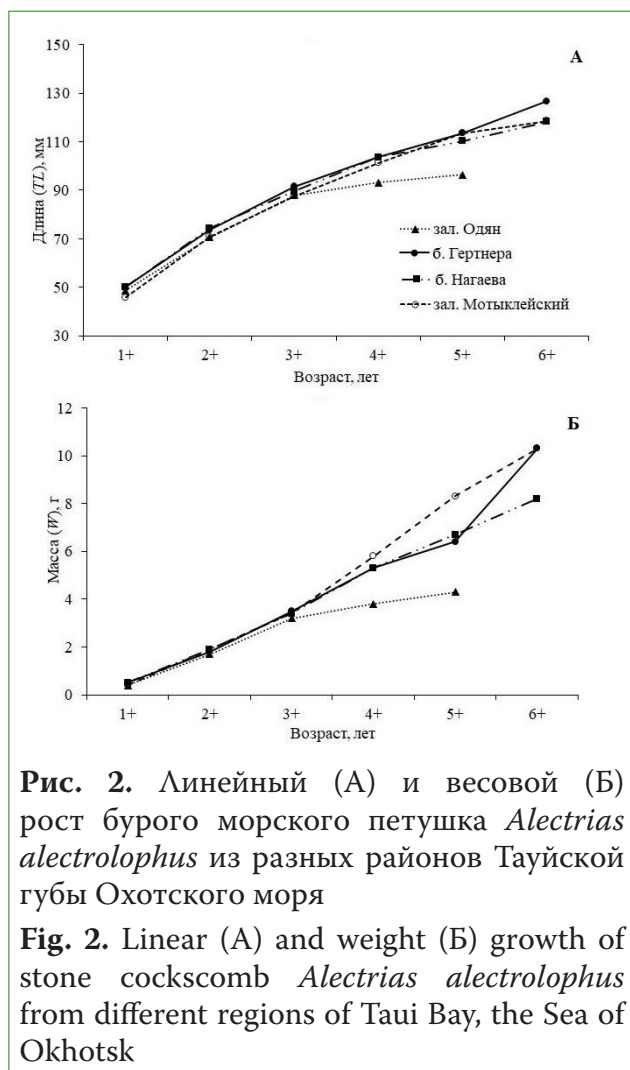 А
150
130
110
90
70
50
30
Длина (TL), мм
зал. Одян
б. Гертнера
б. Нагаева
зал. Мотыклейский
1+ 2+ 3+ 4+ 5+ 6+
Возраст, лет
Б
12
10
8
6
4
2
0
Масса (W), г
1+ 2+ 3+ 4+ 5+ 6+
Возраст, лет
Рис. 2. Линейный (А) и весовой (Б)
рост бурого морского петушка Alectrias
alectrolophus из разных районов Тауйской
губы Охотского моря
Fig. 2. Linear (A) and weight (Б) growth of
stone cockscomb Alectrias alectrolophus
from different regions of Taui Bay, the Sea of
Okhotsk